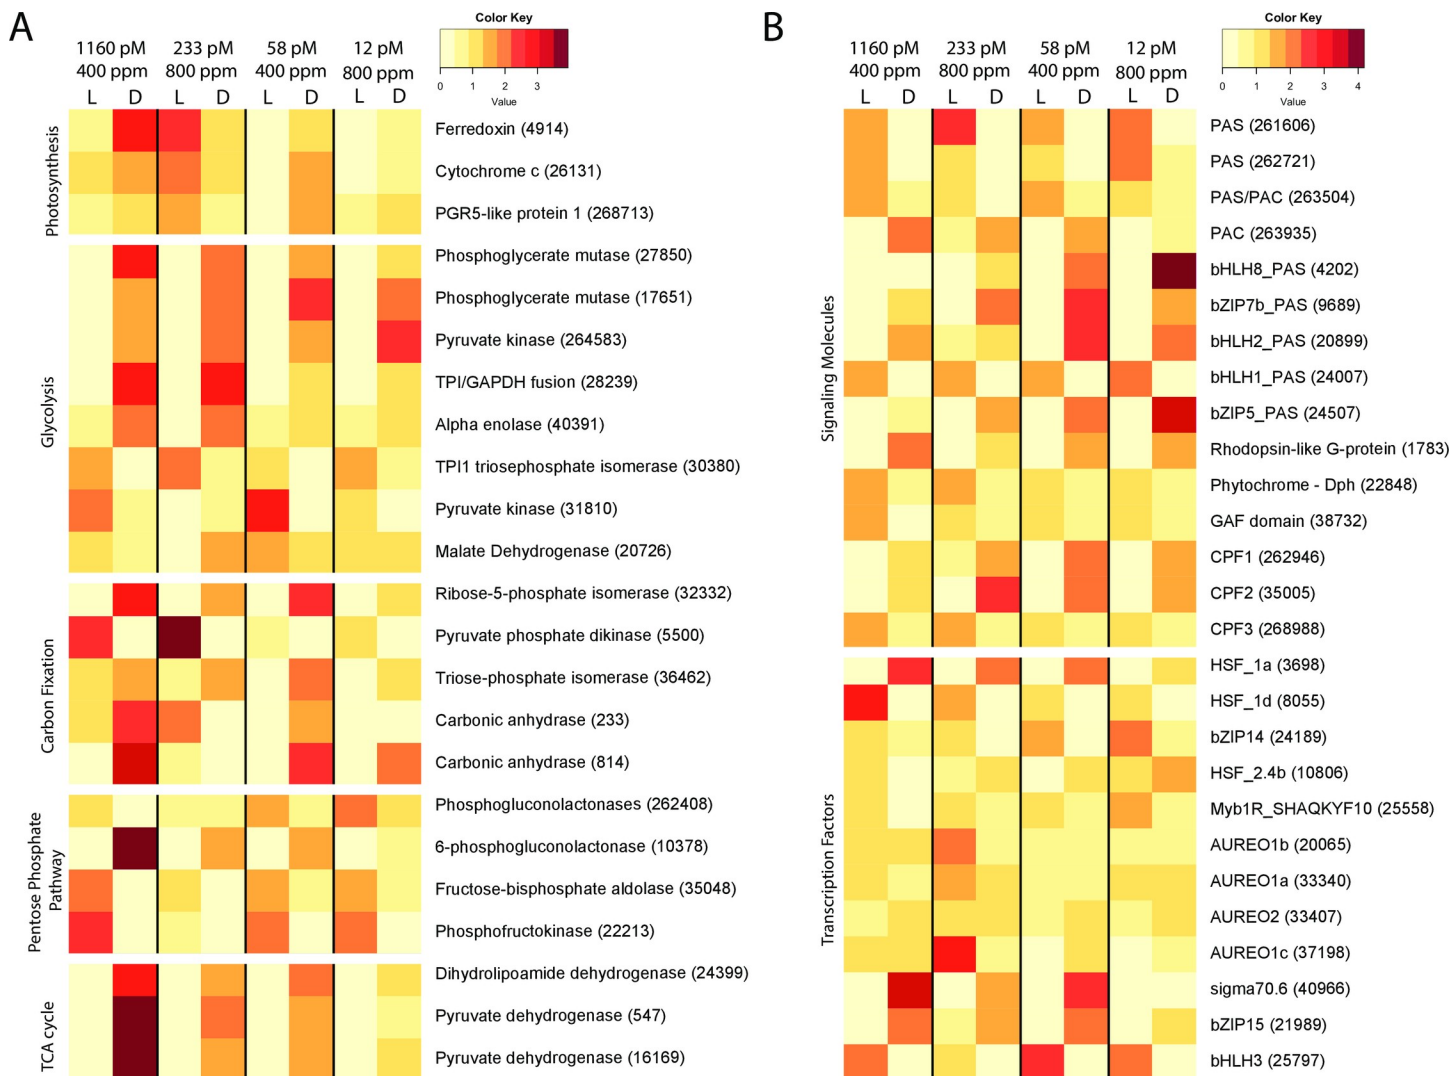 A
1160 pM
400 ppm
233 pM
800 ppm
58 pM
400 ppm
12 pM
800 ppm
L D L D L D L D
Color Key
0 1 2 3
Value
Photosynthesis
Ferredoxin (4914)
Cytochrome c (26131)
PGR5-like protein 1 (268713)
Glycolysis
Phosphoglycerate mutase (27850)
Phosphoglycerate mutase (17651)
Pyruvate kinase (264583)
TPI/GAPDH fusion (28239)
Alpha enolase (40391)
TPI1 triosephosphate isomerase (30380)
Pyruvate kinase (31810)
Malate Dehydrogenase (20726)
Carbon Fixation
Ribose-5-phosphate isomerase (32332)
Pyruvate phosphate dikinase (5500)
Triose-phosphate isomerase (36462)
Carbonic anhydrase (233)
Carbonic anhydrase (814)
Pentose Phosphate
Pathway
Phosphogluconolactonases (262408)
6-phosphogluconolactonase (10378)
Fructose-bisphosphate aldolase (35048)
Phosphofructokinase (22213)
TCA cycle
Dihydrolipoamide dehydrogenase (24399)
Pyruvate dehydrogenase (547)
Pyruvate dehydrogenase (16169)
B
1160 pM
400 ppm
233 pM
800 ppm
58 pM
400 ppm
12 pM
800 ppm
L D L D L D L D
Color Key
0 1 2 3 4
Value
Signaling Molecules
PAS (261606)
PAS (262721)
PAS/PAC (263504)
PAC (263935)
bHLH8_PAS (4202)
bZIP7b_PAS (9689)
bHLH2_PAS (20899)
bHLH1_PAS (24007)
bZIP5_PAS (24507)
Rhodopsin-like G-protein (1783)
Phytochrome - Dph (22848)
GAF domain (38732)
CPF1 (262946)
CPF2 (35005)
CPF3 (268988)
Transcription Factors
HSF_1a (3698)
HSF_1d (8055)
bZIP14 (24189)
HSF_2.4b (10806)
Myb1R_SHAQKYF10 (25558)
AUREO1b (20065)
AUREO1a (33340)
AUREO2 (33407)
AUREO1c (37198)
sigma70.6 (40966)
bZIP15 (21989)
bHLH3 (25797)